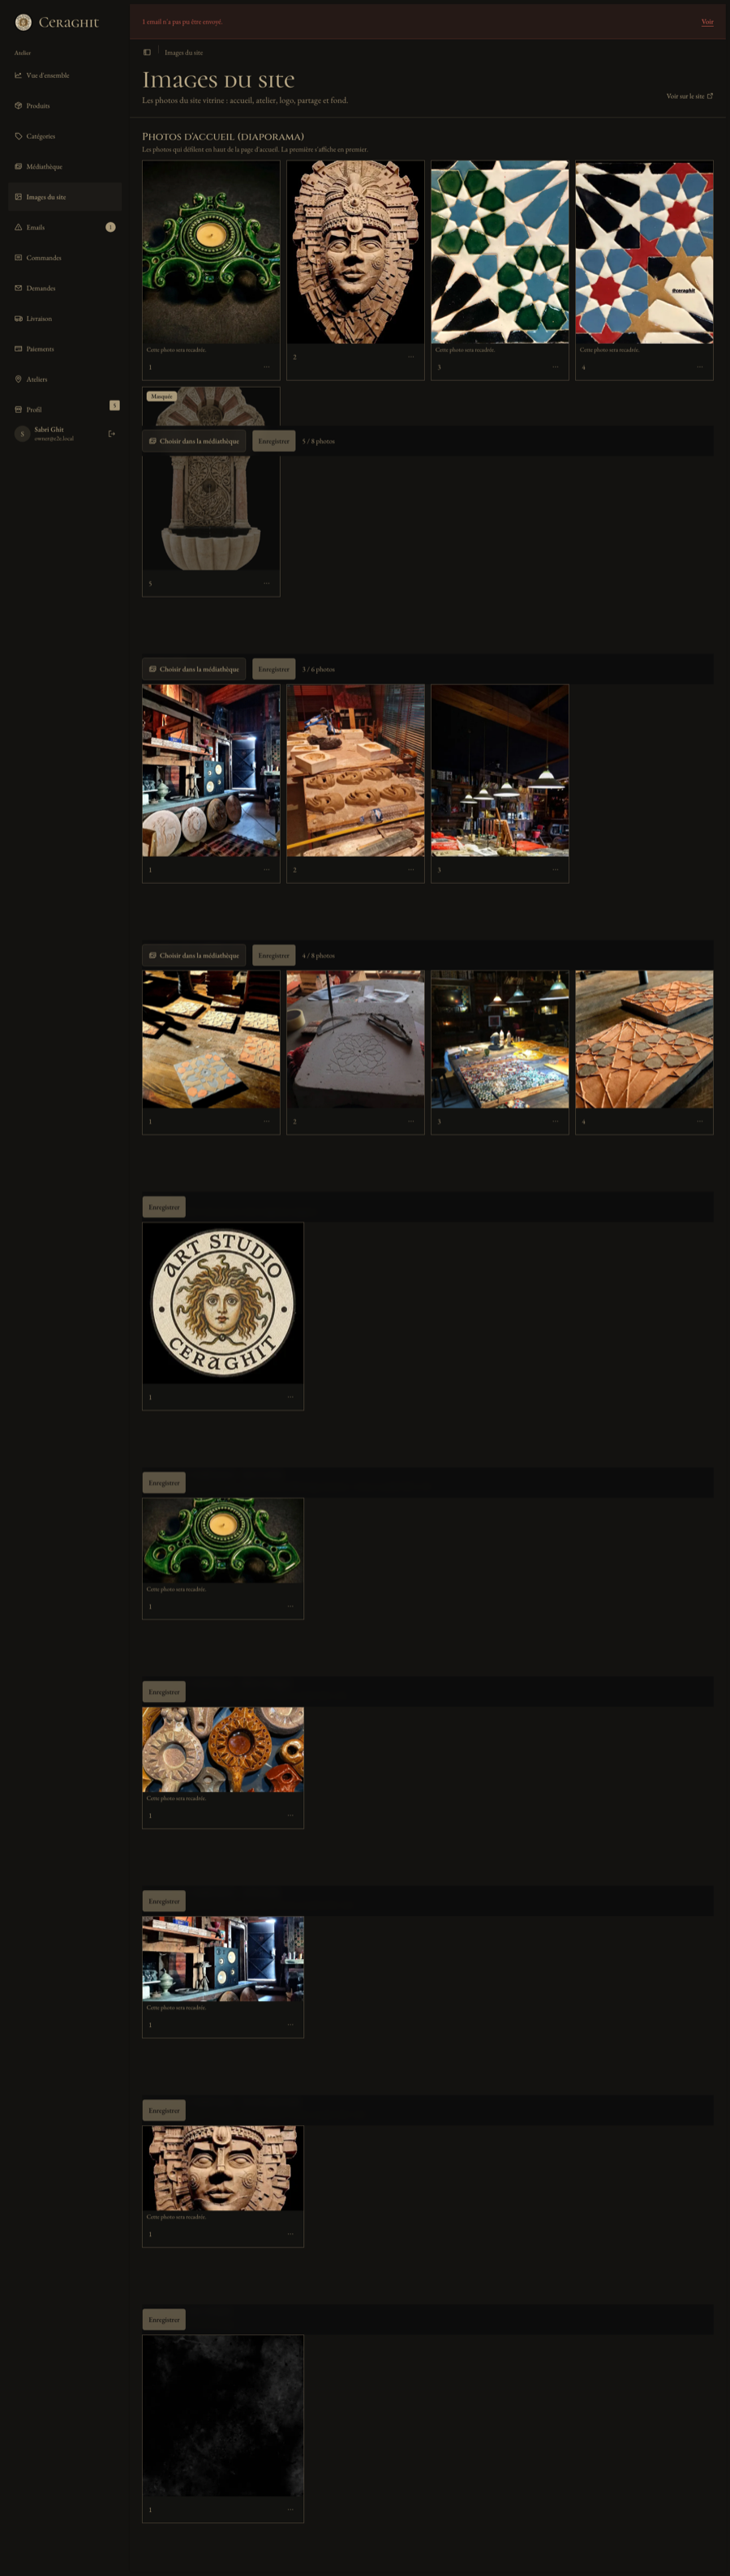 Ceraghit
Atelier
Vue d'ensemble
Produits
Catégories
Médiathèque
Images du site
Emails
1
Commandes
Demandes
Livraison
Paiements
Ateliers
Profil
S
S
Sabri Ghit
owner@e2e.local
1 email n'a pas pu être envoyé
Voir
Images du site
Images du site
Les photos du site vitrine : accueil, atelier, logo, partage et fond.
Voir sur le site
Photos d'accueil (diaporama)
Les photos qui défilent en haut de la page d'accueil. La première s'affiche en premier.
Cette photo sera recadrée.
1
2
Cette photo sera recadrée.
3
@ceraghit
Cette photo sera recadrée.
4
Masquée
Choisir dans la médiathèque
Enregistrer
5 / 8 photos
5
Choisir dans la médiathèque
Enregistrer
3 / 6 photos
1
2
3
Choisir dans la médiathèque
Enregistrer
4 / 8 photos
1
2
3
4
Enregistrer
ART STUDIO
CERAGHIT
1
Enregistrer
Cette photo sera recadrée.
1
Enregistrer
Cette photo sera recadrée.
1
Enregistrer
Cette photo sera recadrée.
1
Enregistrer
Cette photo sera recadrée.
1
Enregistrer
1